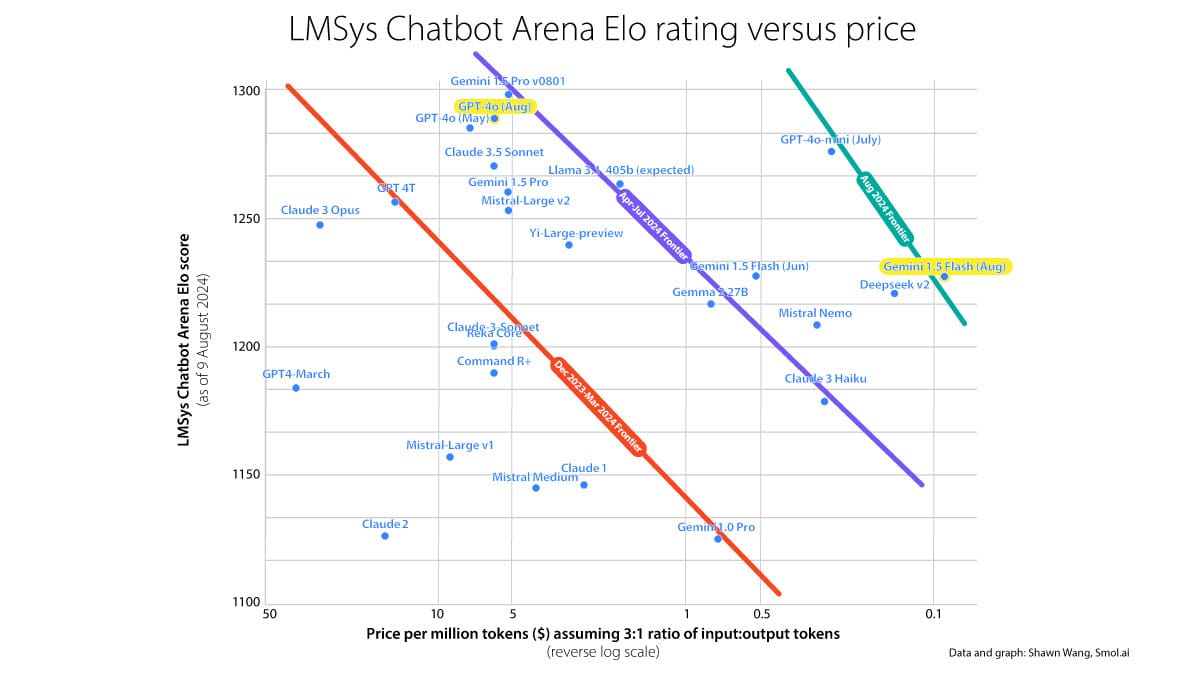 LMSys Chatbot Arena Elo rating versus price
LMSys Chatbot Arena Elo score
(as of 9 August 2024)
1300
1250
1200
1150
1100
Gemini 1.5 Pro v0801
GPT-4o (Aug)
GPT-4o (May)
GPT-4o-mini (July)
Claude 3.5 Sonnet
Llama 3.1 405b (expected)
Gemini 1.5 Pro
GPT 4T
Mistral-Large v2
Claude 3 Opus
Apr-Jul 2024 Frontier
Aug 2024 Frontier
Yi-Large-preview
Gemini 1.5 Flash (Jun)
Gemini 1.5 Flash (Aug)
Deepseek v2
Gemma 2 27B
Mistral Nemo
Claude-3-Sonnet
Reka Core
Command R+
GPT4-March
Claude 3 Haiku
Dec 2023-Mar 2024 Frontier
Mistral-Large v1
Claude 1
Mistral Medium
Claude 2
Gemini 1.0 Pro
50
10
5
1
0.5
0.1
Price per million tokens ($) assuming 3:1 ratio of input:output tokens
(reverse log scale)
Data and graph: Shawn Wang, Smol.ai